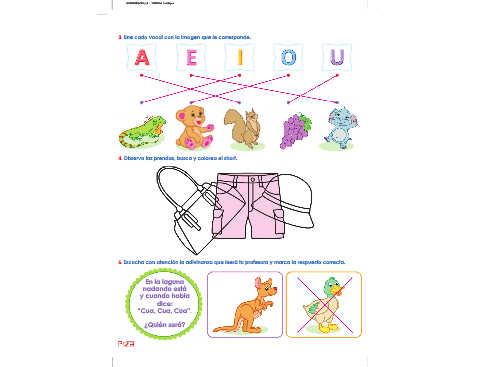 3. Une cada vocal con la imagen que le corresponde.
A E I O U
4. Observa las prendas, busca y colorea el short.
5. Escucha con atención la adivinanza que leerá tu profesora y marca la respuesta correcta.
En la laguna
nadando está
y cuando habla
dice:
"Cua, Cua, Cua".
¿Quién será?